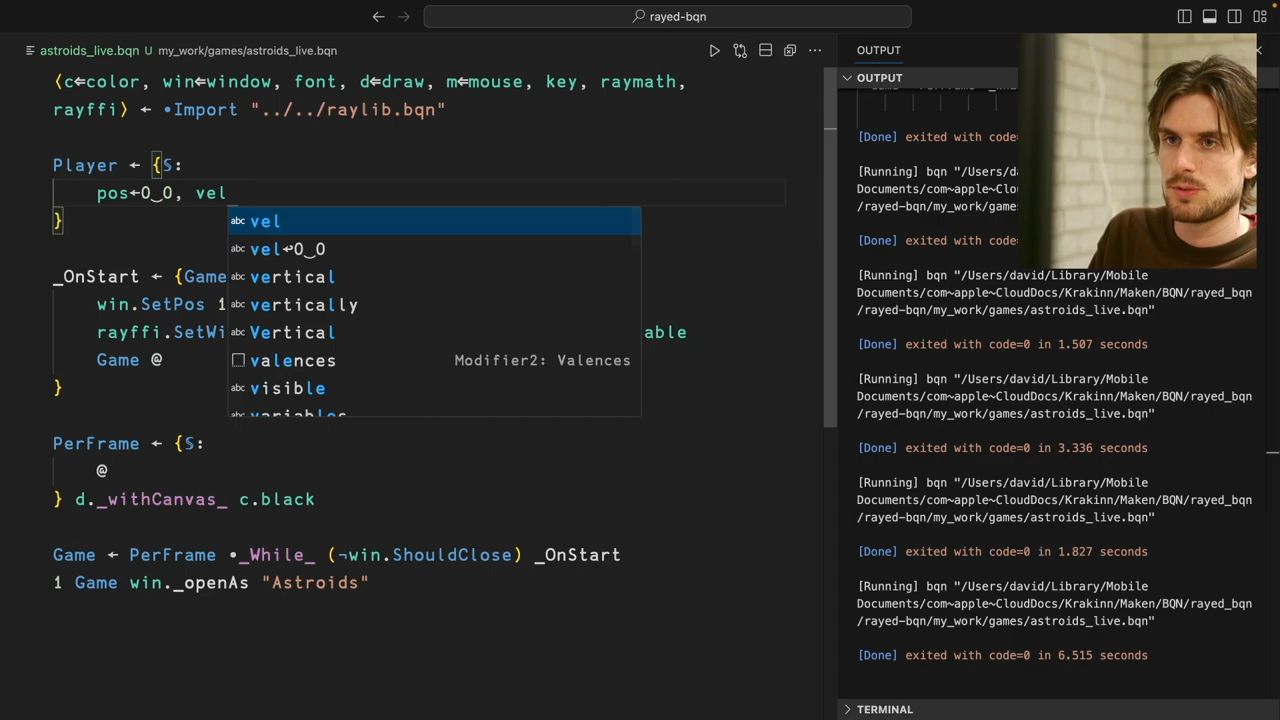 rayed-bqn
astroids_live.bqn U my_work/games/astroids_live.bqn
⟨c⇐color, win⇐window, font, d⇐draw, m⇐mouse, key, raymath,
rayffi⟩ ← •Import "../../raylib.bqn"
Player ← {𝕊:
pos←0‿0, vel
}
vel
vel↩0‿0
vertical
vertically
Vertical
valences Modifier2: Valences
visible
variables
_OnStart ← {Game
win.SetPos 1
rayffi.SetWi able
Game @
}
PerFrame ← {𝕊:
@
} d._withCanvas_ c.black
Game ← PerFrame •_While_ (¬win.ShouldClose) _OnStart
1 Game win._openAs "Astroids"
OUTPUT
OUTPUT
[Done] exited with code=
[Running] bqn "/Users/d
Documents/com~apple~Clo
/rayed-bqn/my_work/game
[Done] exited with code=
[Running] bqn "/Users/david/Library/Mobile
Documents/com~apple~CloudDocs/Krakinn/Maken/BQN/rayed_bqn
/rayed-bqn/my_work/games/astroids_live.bqn"
[Done] exited with code=0 in 1.507 seconds
[Running] bqn "/Users/david/Library/Mobile
Documents/com~apple~CloudDocs/Krakinn/Maken/BQN/rayed_bqn
/rayed-bqn/my_work/games/astroids_live.bqn"
[Done] exited with code=0 in 3.336 seconds
[Running] bqn "/Users/david/Library/Mobile
Documents/com~apple~CloudDocs/Krakinn/Maken/BQN/rayed_bqn
/rayed-bqn/my_work/games/astroids_live.bqn"
[Done] exited with code=0 in 1.827 seconds
[Running] bqn "/Users/david/Library/Mobile
Documents/com~apple~CloudDocs/Krakinn/Maken/BQN/rayed_bqn
/rayed-bqn/my_work/games/astroids_live.bqn"
[Done] exited with code=0 in 6.515 seconds
TERMINAL